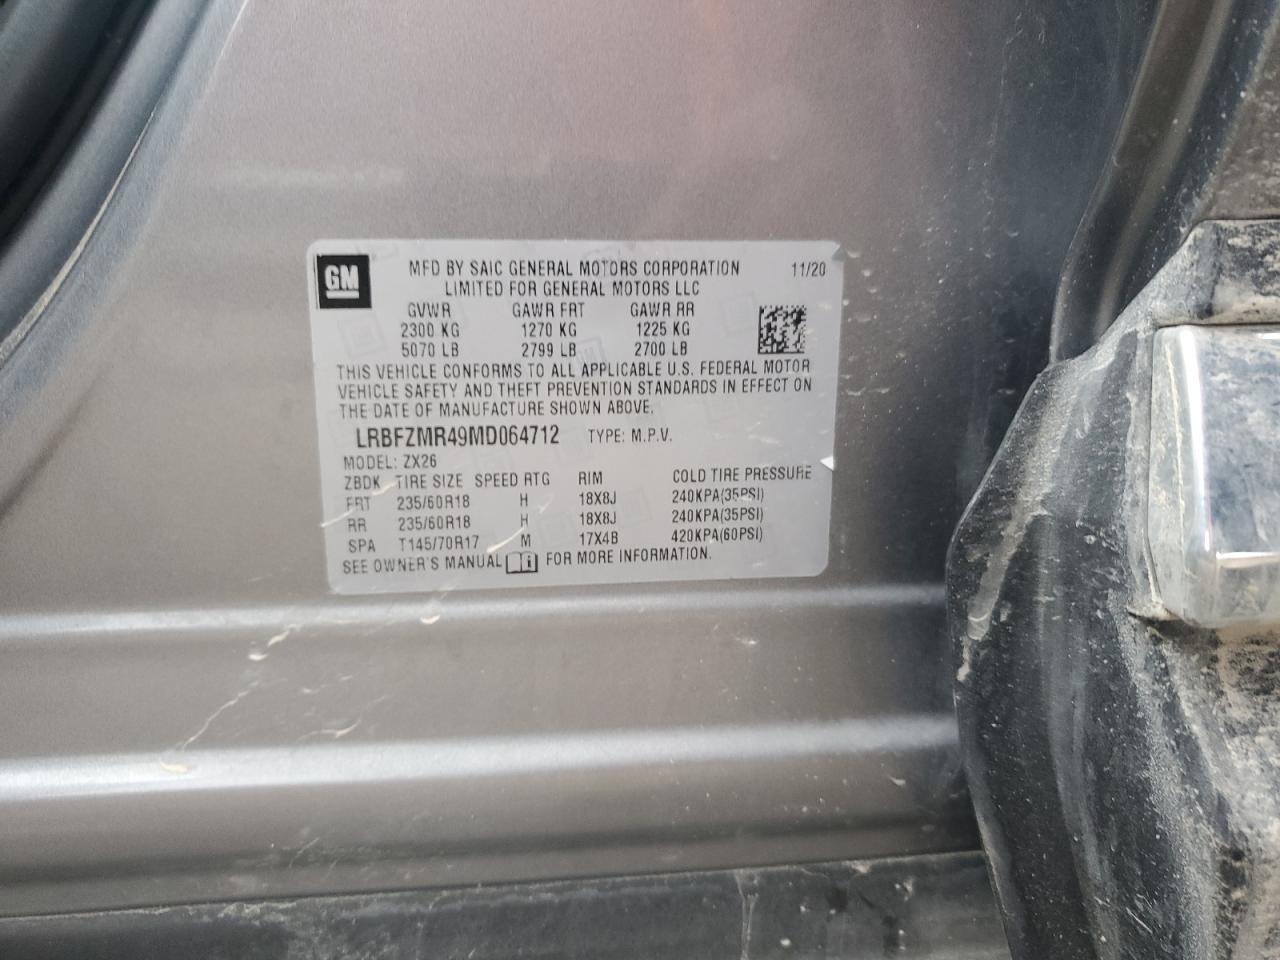 GM
MFD BY SAIC GENERAL MOTORS CORPORATION 11/20
LIMITED FOR GENERAL MOTORS LLC
GVWR GAWR FRT GAWR RR
2300 KG 1270 KG 1225 KG
5070 LB 2799 LB 2700 LB
THIS VEHICLE CONFORMS TO ALL APPLICABLE U.S. FEDERAL MOTOR
VEHICLE SAFETY AND THEFT PREVENTION STANDARDS IN EFFECT ON
THE DATE OF MANUFACTURE SHOWN ABOVE.
LRBFZMR49MD064712 TYPE: M.P.V.
MODEL: ZX26
ZBDK TIRE SIZE SPEED RTG RIM COLD TIRE PRESSURE
FRT 235/60R18 H 18X8J 240KPA(35PSI)
RR 235/60R18 H 18X8J 240KPA(35PSI)
SPA T145/70R17 M 17X4B 420KPA(60PSI)
SEE OWNER'S MANUAL FOR MORE INFORMATION.